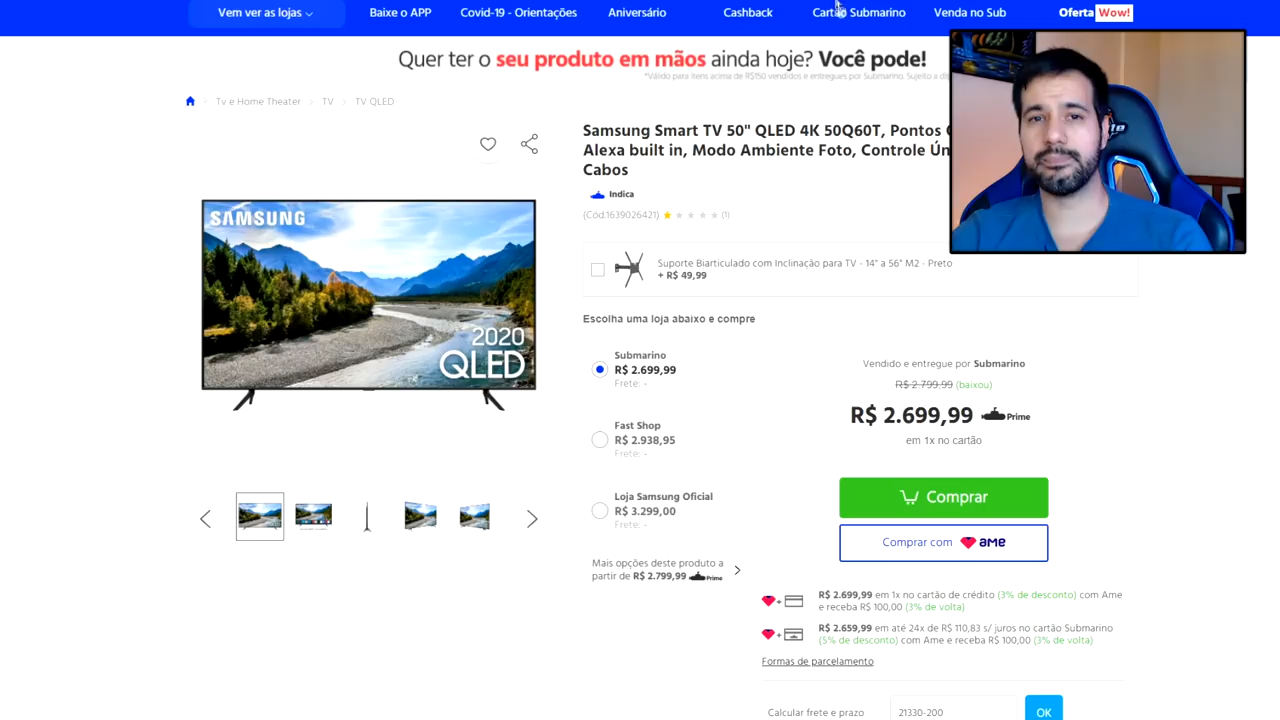 Vem ver as lojas
Baixe o APP
Covid-19 - Orientações
Aniversário
Cashback
Cartão Submarino
Venda no Sub
Oferta Wow!
Quer ter o seu produto em mãos ainda hoje? Você pode!
*Válido para itens acima de R$150 vendidos e entregues por Submarino. Sujeito a
Tv e Home Theater > TV > TV QLED
Samsung Smart TV 50" QLED 4K 50Q60T, Pontos
Alexa built in, Modo Ambiente Foto, Controle
Cabos
Indica
(Cód.1639026421) (1)
SAMSUNG
2020
QLED
Suporte Biarticulado com Inclinação para TV - 14" a 56" M2 - Preto
+ R$ 49,99
Escolha uma loja abaixo e compre
Submarino
R$ 2.699,99
Frete: -
Fast Shop
R$ 2.938,95
Frete: -
Loja Samsung Oficial
R$ 3.299,00
Frete: -
Mais opções deste produto a
partir de R$ 2.799,99 Prime
Vendido e entregue por Submarino
R$ 2.799,99 (baixou)
R$ 2.699,99 Prime
em 1x no cartão
Comprar
Comprar com ame
R$ 2.699,99 em 1x no cartão de crédito (3% de desconto) com Ame
e receba R$ 100,00 (3% de volta)
R$ 2.659,99 em até 24x de R$ 110,83 s/ juros no cartão Submarino
(5% de desconto) com Ame e receba R$ 100,00 (3% de volta)
Formas de parcelamento
Calcular frete e prazo
21330-200
OK